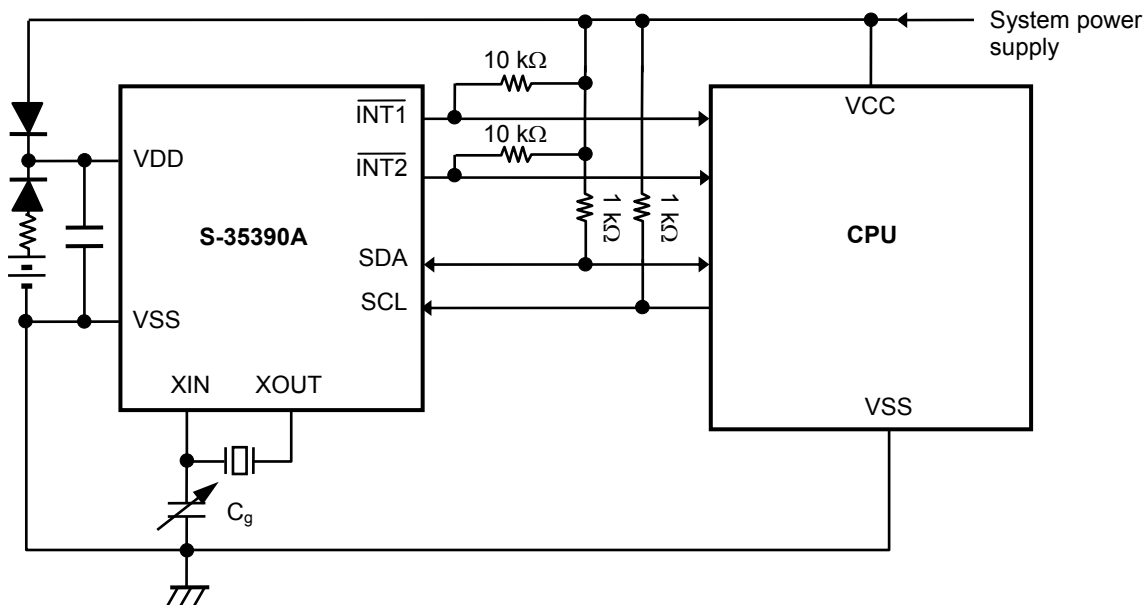 System power
supply
10 kΩ
INT1
VCC
10 kΩ
VDD
INT2
S-35390A
1 kΩ
1 kΩ
CPU
SDA
SCL
VSS
XIN XOUT
VSS
Cg